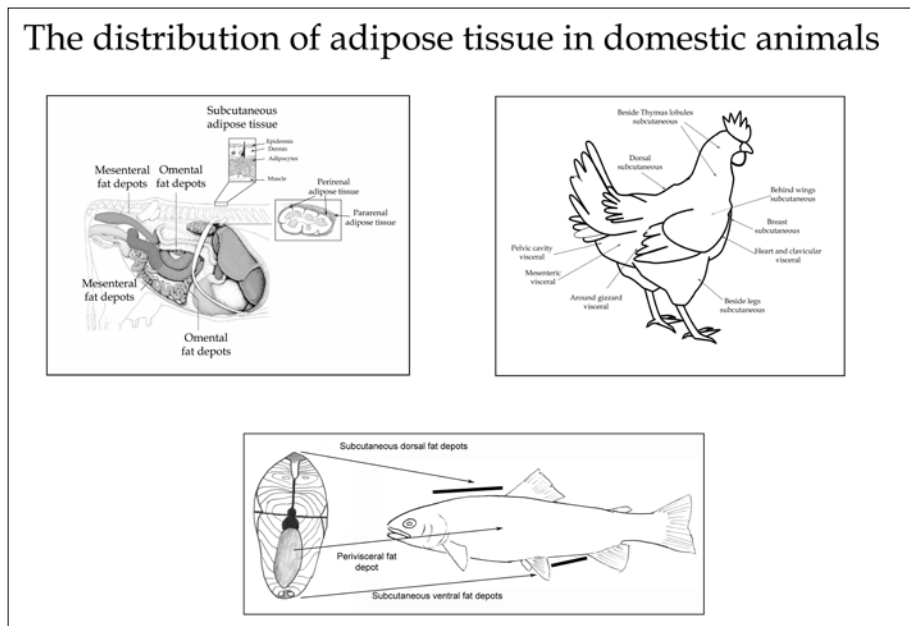 The distribution of adipose tissue in domestic animals
Subcutaneous
adipose tissue
Epidermis
Dermis
Adipocytes
Muscle
Mesenteral
fat depots
Omental
fat depots
Perirenal
adipose tissue
Pararenal
adipose tissue
Mesenteral
fat depots
Omental
fat depots
Beside Thymus lobules
subcutaneous
Dorsal
subcutaneous
Behind wings
subcutaneous
Breast
subcutaneous
Pelvic cavity
visceral
Heart and clavicular
visceral
Mesenteric
visceral
Around gizzard
visceral
Beside legs
subcutaneous
Subcutaneous dorsal fat depots
Perivisceral fat
depot
Subcutaneous ventral fat depots